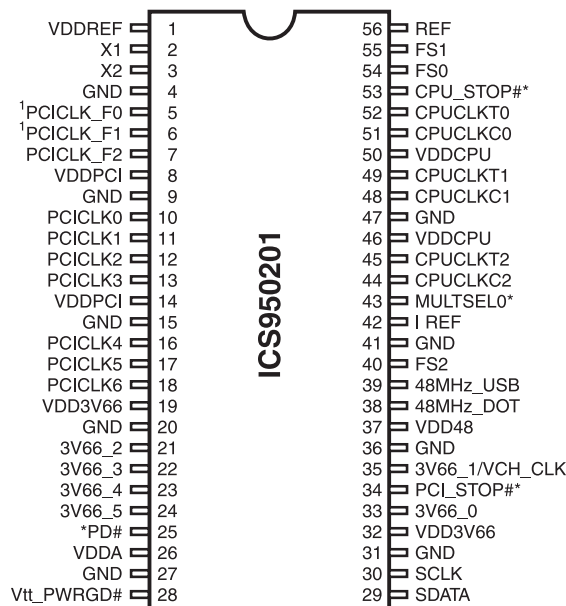 VDDREF 1 56 REF
X1 2 55 FS1
X2 3 54 FS0
GND 4 53 CPU_STOP#*
¹PCICLK_F0 5 52 CPUCLKT0
¹PCICLK_F1 6 51 CPUCLKC0
PCICLK_F2 7 50 VDDCPU
VDDPCI 8 49 CPUCLKT1
GND 9 48 CPUCLKC1
PCICLK0 10 47 GND
PCICLK1 11 46 VDDCPU
PCICLK2 12 45 CPUCLKT2
PCICLK3 13 44 CPUCLKC2
VDDPCI 14 43 MULTSEL0*
GND 15 42 I REF
PCICLK4 16 41 GND
PCICLK5 17 40 FS2
PCICLK6 18 39 48MHz_USB
VDD3V66 19 38 48MHz_DOT
GND 20 37 VDD48
3V66_2 21 36 GND
3V66_3 22 35 3V66_1/VCH_CLK
3V66_4 23 34 PCI_STOP#*
3V66_5 24 33 3V66_0
*PD# 25 32 VDD3V66
VDDA 26 31 GND
GND 27 30 SCLK
Vtt_PWRGD# 28 29 SDATA
ICS950201